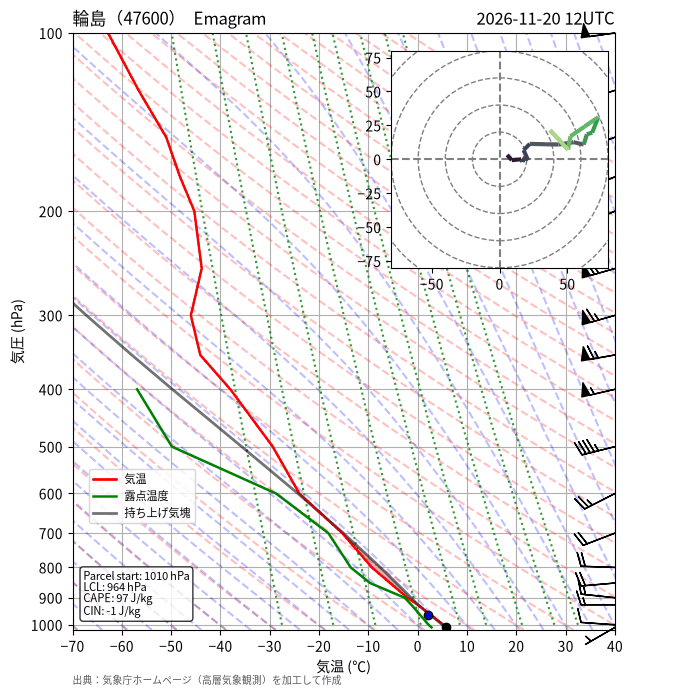 輪島（47600） Emagram
2026-11-20 12UTC
気圧 (hPa)
100
200
300
400
500
600
700
800
900
1000
75
50
25
0
−25
−50
−75
−50
0
50
気温
露点温度
持ち上げ気塊
Parcel start: 1010 hPa
LCL: 964 hPa
CAPE: 97 J/kg
CIN: -1 J/kg
−70 −60 −50 −40 −30 −20 −10 0 10 20 30 40
気温 (℃)
出典：気象庁ホームページ（高層気象観測）を加工して作成